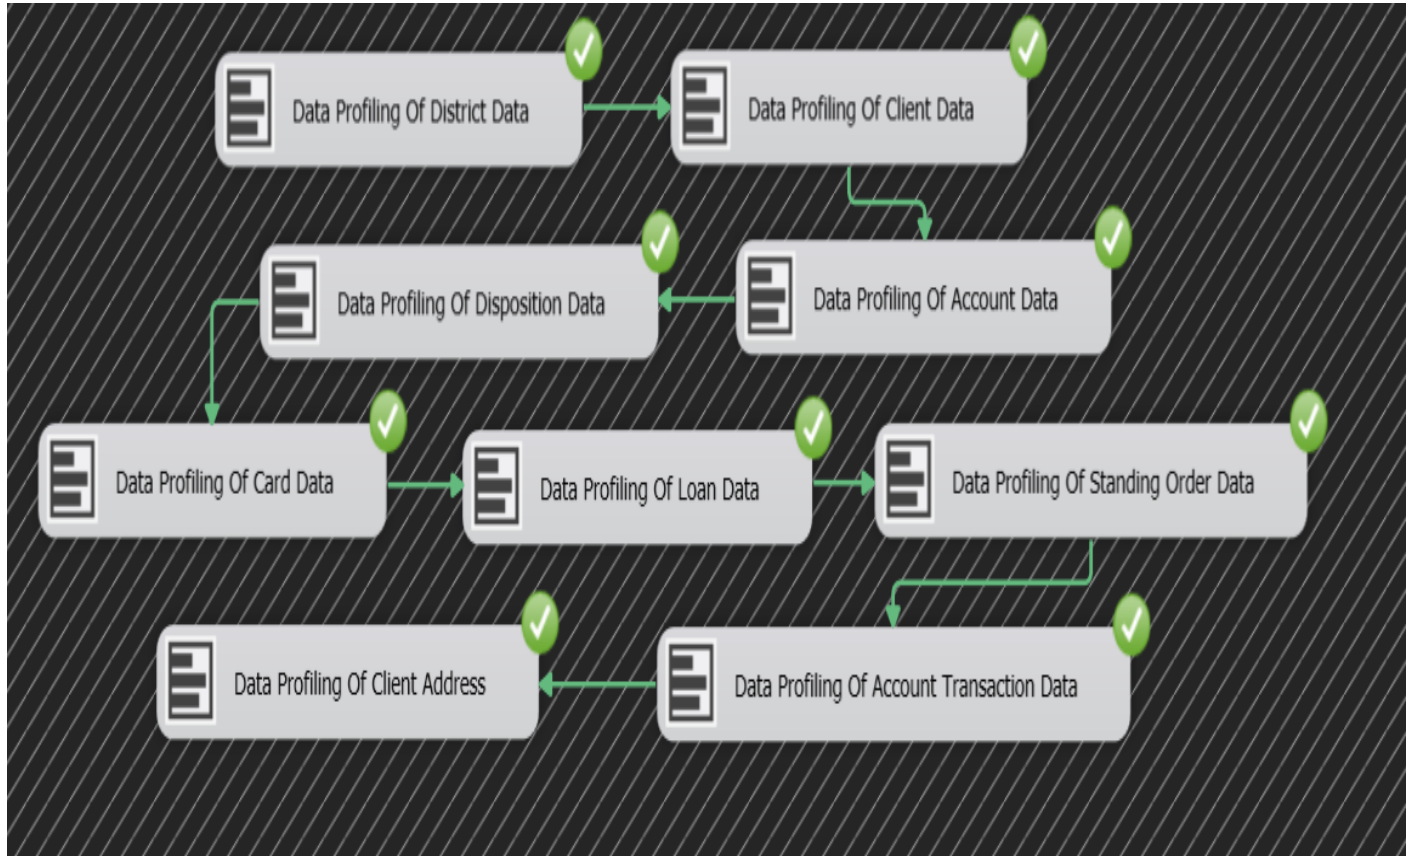 Data Profiling Of District Data
Data Profiling Of Client Data
Data Profiling Of Disposition Data
Data Profiling Of Account Data
Data Profiling Of Card Data
Data Profiling Of Loan Data
Data Profiling Of Standing Order Data
Data Profiling Of Client Address
Data Profiling Of Account Transaction Data